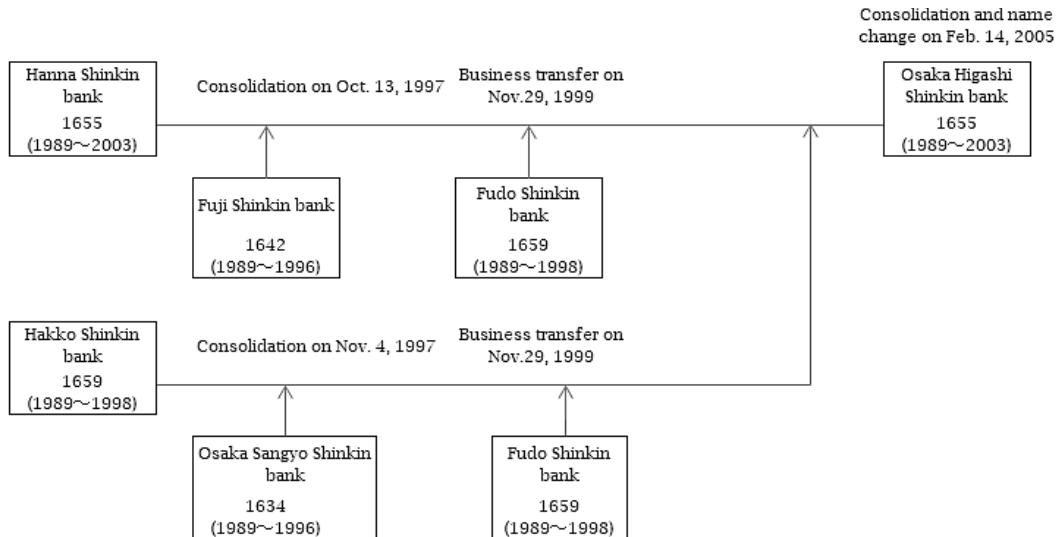 Consolidation and name
change on Feb. 14, 2005
Hanna Shinkin
bank
1655
(1989～2003)
Consolidation on Oct. 13, 1997
Business transfer on
Nov.29, 1999
Osaka Higashi
Shinkin bank
1655
(1989～2003)
Fuji Shinkin bank
1642
(1989～1996)
Fudo Shinkin
bank
1659
(1989～1998)
Hakko Shinkin
bank
1659
(1989～1998)
Consolidation on Nov. 4, 1997
Business transfer on
Nov.29, 1999
Osaka Sangyo Shinkin
bank
1634
(1989～1996)
Fudo Shinkin
bank
1659
(1989～1998)